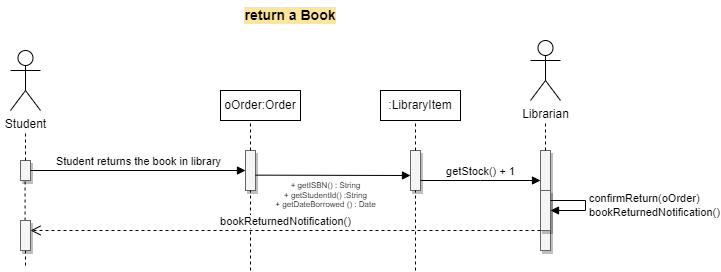 return a Book
Student
oOrder:Order
:LibraryItem
Librarian
Student returns the book in library
+ getISBN() : String
+ getStudentId() :String
+ getDateBorrowed () : Date
getStock() + 1
confirmReturn(oOrder)
bookReturnedNotification()
bookReturnedNotification()